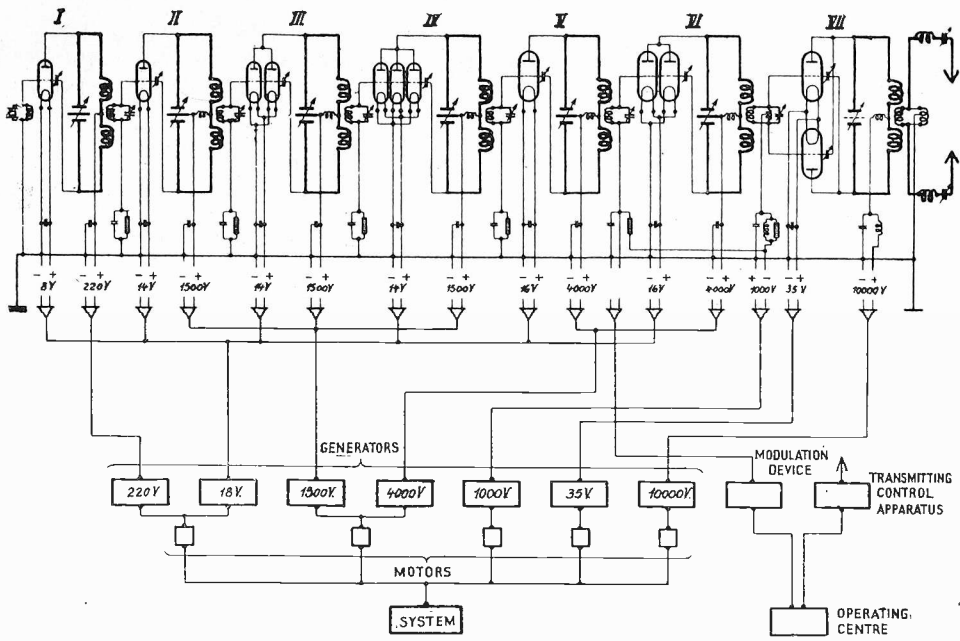 I II III IV V VI VII
- + - + - + - + - + - + - + - + - + - + - + - + - + - + - +
8V 220V 14V 1500V 14V 1500V 14V 1500V 16V 4000V 16V 4000V 1000V 35V 10000V
GENERATORS
MODULATION
DEVICE
TRANSMITTING
CONTROL
APPARATUS
220V 18V. 1500V. 4000V 1000V. 35V. 10000V.
MOTORS
SYSTEM
OPERATING
CENTRE